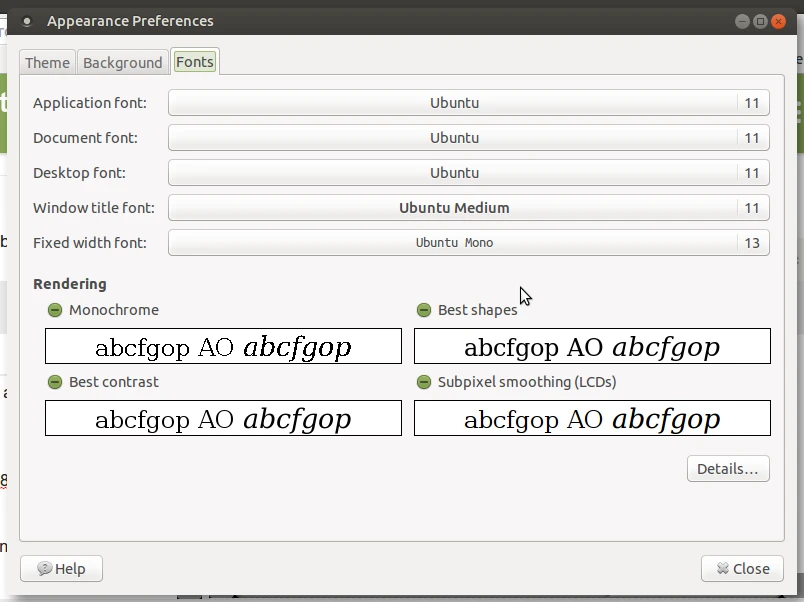 Appearance Preferences
Theme Background Fonts
Application font: Ubuntu 11
Document font: Ubuntu 11
Desktop font: Ubuntu 11
Window title font: Ubuntu Medium 11
Fixed width font: Ubuntu Mono 13
Rendering
Monochrome Best shapes
abcfgop AO abcfgop abcfgop AO abcfgop
Best contrast Subpixel smoothing (LCDs)
abcfgop AO abcfgop abcfgop AO abcfgop
Details...
Help Close